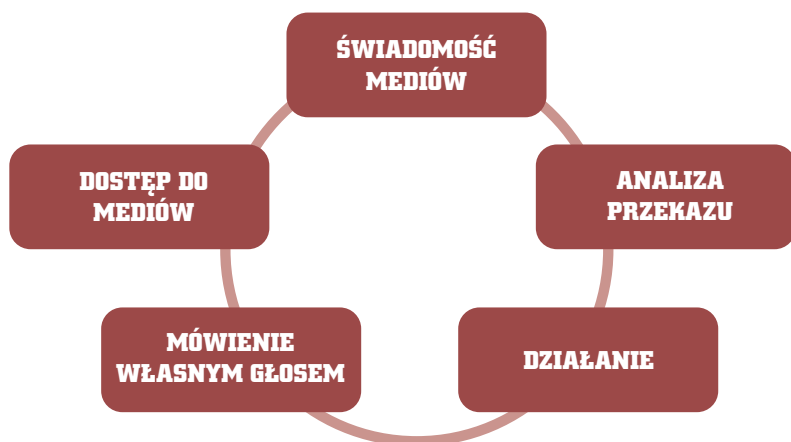 ŚWIADOMOŚĆ
MEDIÓW
DOSTĘP DO
MEDIÓW
ANALIZA
PRZEKAZU
MÓWIENIE
WŁASNYM GŁOSEM
DZIAŁANIE